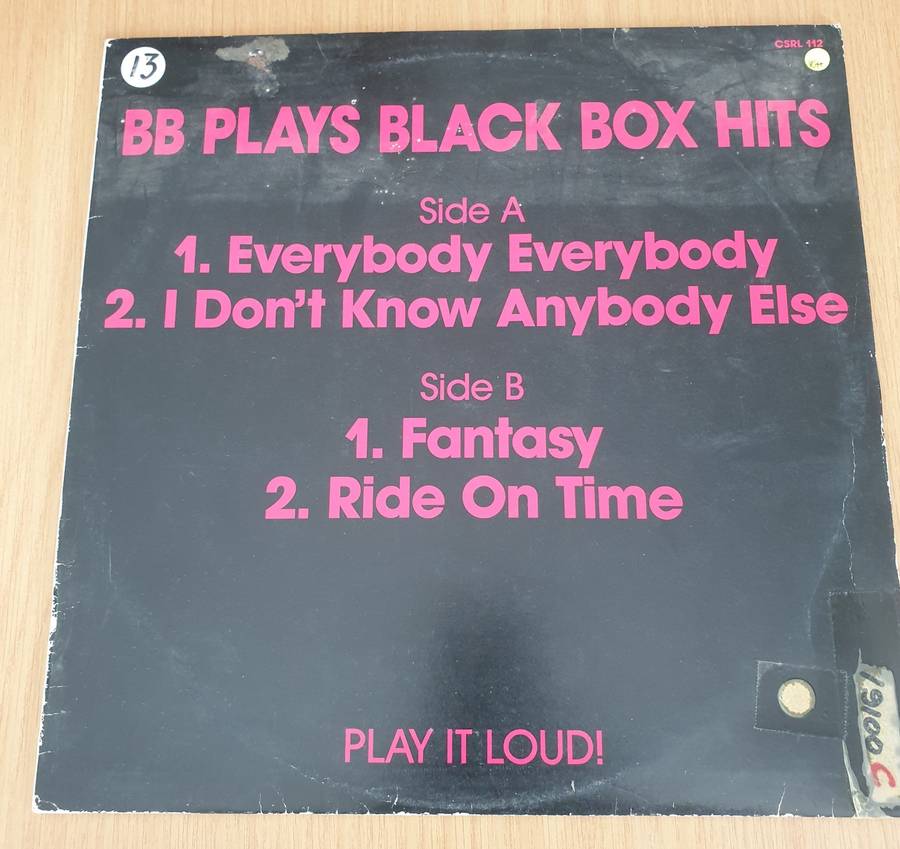 CSRL 112
13
BB PLAYS BLACK BOX HITS
Side A
1. Everybody Everybody
2. I Don't Know Anybody Else
Side B
1. Fantasy
2. Ride On Time
PLAY IT LOUD!
19100 C